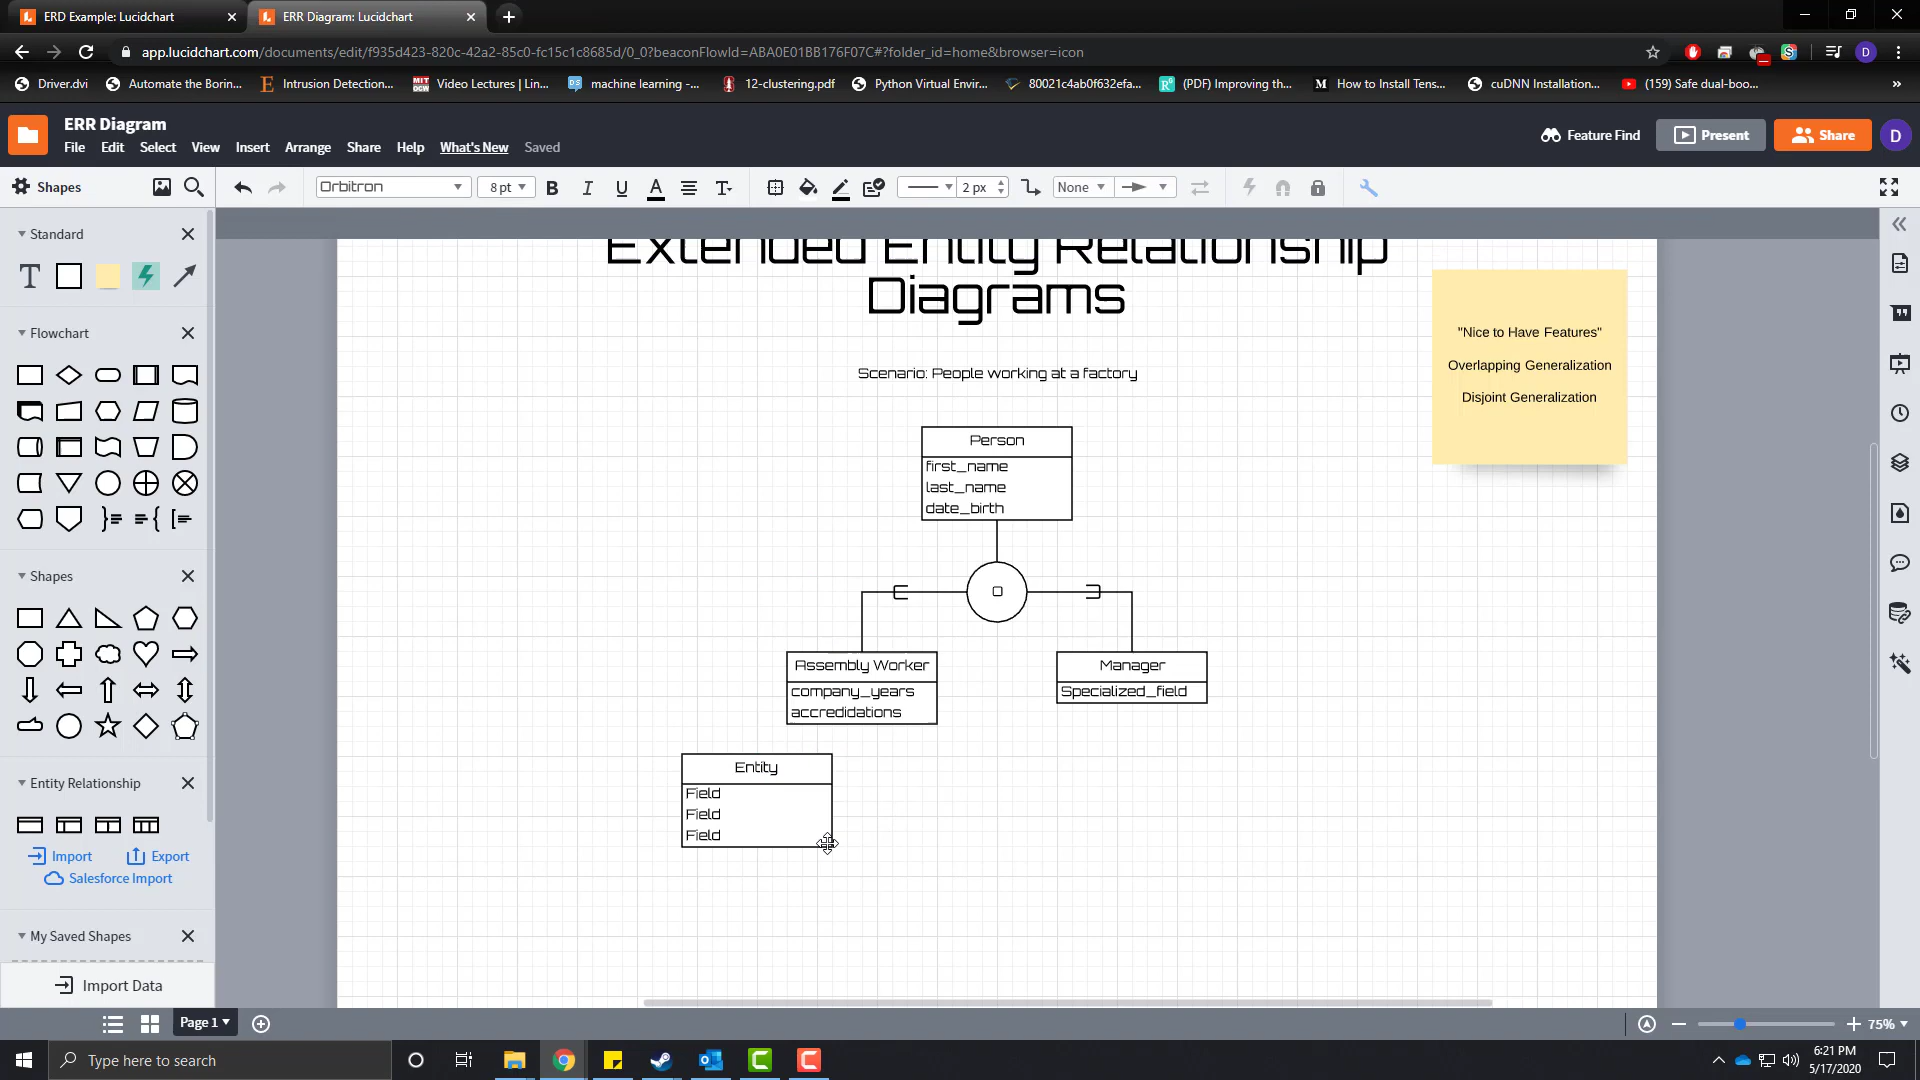 ERD Example: Lucidchart
ERR Diagram: Lucidchart
app.lucidchart.com/documents/edit/f935d423-820c-42a2-85c0-fc15c1c8685d/0_0?beaconFlowId=ABA0E01BB176F07C#?folder_id=home&browser=icon
D
Driver.dvi
Automate the Borin...
Intrusion Detection...
Video Lectures | Lin...
machine learning -...
12-clustering.pdf
Python Virtual Envir...
80021c4ab0f632efa...
(PDF) Improving th...
How to Install Tens...
cuDNN Installation...
(159) Safe dual-boo...
»
ERR Diagram
File Edit Select View Insert Arrange Share Help What's New Saved
Feature Find
Present
Share
D
Shapes
Orbitron
8 pt
B I U A T
2 px
None
Standard
T
Flowchart
Shapes
Entity Relationship
Import
Export
Salesforce Import
My Saved Shapes
Import Data
Extended Entity Relationship
Diagrams
Scenario: People working at a factory
"Nice to Have Features"
Overlapping Generalization
Disjoint Generalization
Person
first_name
last_name
date_birth
O
Assembly Worker
company_years
accredidations
Manager
Specialized_field
Entity
Field
Field
Field
Page 1
75%
Type here to search
6:21 PM
5/17/2020